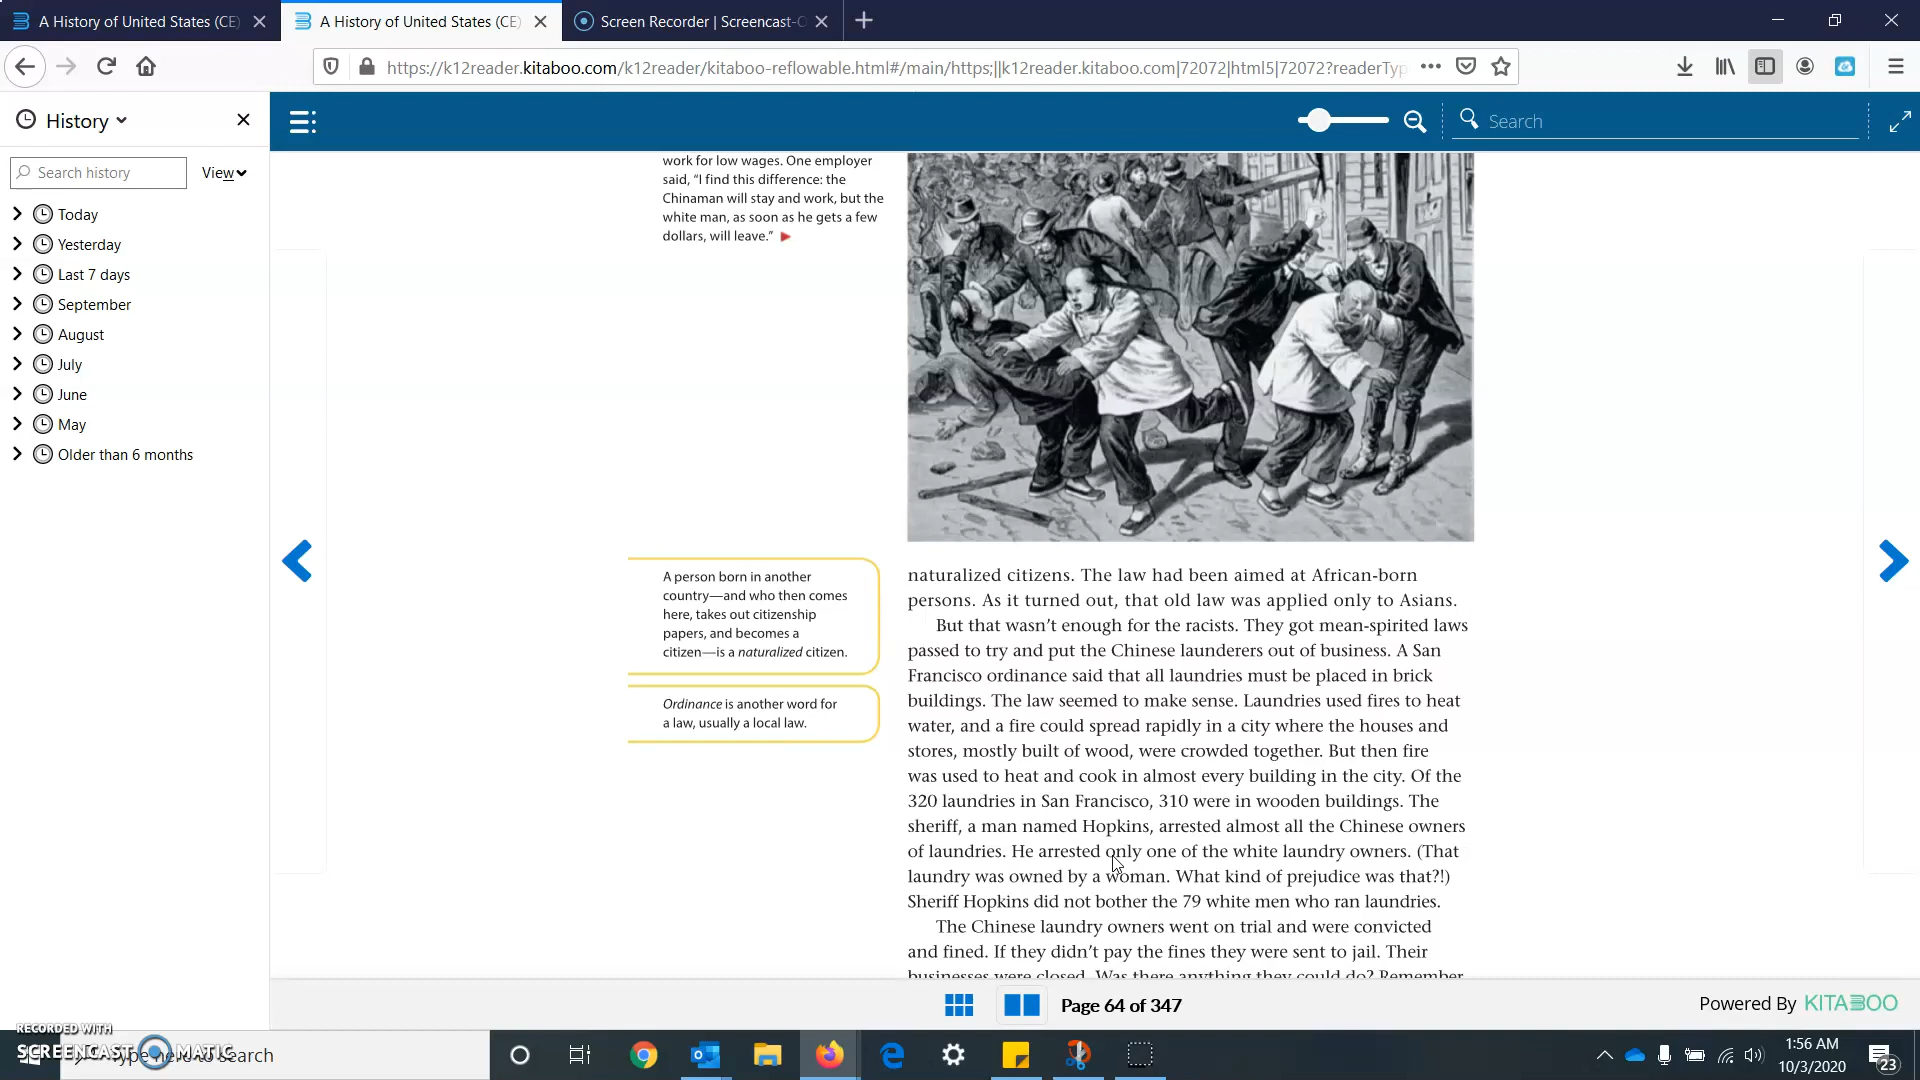 A History of United States (CE)
A History of United States (CE)
Screen Recorder | Screencast-O
https://k12reader.kitaboo.com/k12reader/kitaboo-reflowable.html#/main/https;||k12reader.kitaboo.com|72072|html5|72072?readerTyp
History
Search
Search history
View
Today
Yesterday
Last 7 days
September
August
July
June
May
Older than 6 months
work for low wages. One employer
said, “I find this difference: the
Chinaman will stay and work, but the
white man, as soon as he gets a few
dollars, will leave.”
A person born in another
country—and who then comes
here, takes out citizenship
papers, and becomes a
citizen—is a naturalized citizen.
Ordinance is another word for
a law, usually a local law.
naturalized citizens. The law had been aimed at African-born
persons. As it turned out, that old law was applied only to Asians.
But that wasn’t enough for the racists. They got mean-spirited laws
passed to try and put the Chinese launderers out of business. A San
Francisco ordinance said that all laundries must be placed in brick
buildings. The law seemed to make sense. Laundries used fires to heat
water, and a fire could spread rapidly in a city where the houses and
stores, mostly built of wood, were crowded together. But then fire
was used to heat and cook in almost every building in the city. Of the
320 laundries in San Francisco, 310 were in wooden buildings. The
sheriff, a man named Hopkins, arrested almost all the Chinese owners
of laundries. He arrested only one of the white laundry owners. (That
laundry was owned by a woman. What kind of prejudice was that?!)
Sheriff Hopkins did not bother the 79 white men who ran laundries.
The Chinese laundry owners went on trial and were convicted
and fined. If they didn’t pay the fines they were sent to jail. Their
businesses were closed. Was there anything they could do? Remember
Page 64 of 347
Powered By KITABOO
RECORDED WITH
SCREENCAST MATIC
Type here to search
1:56 AM
10/3/2020
23